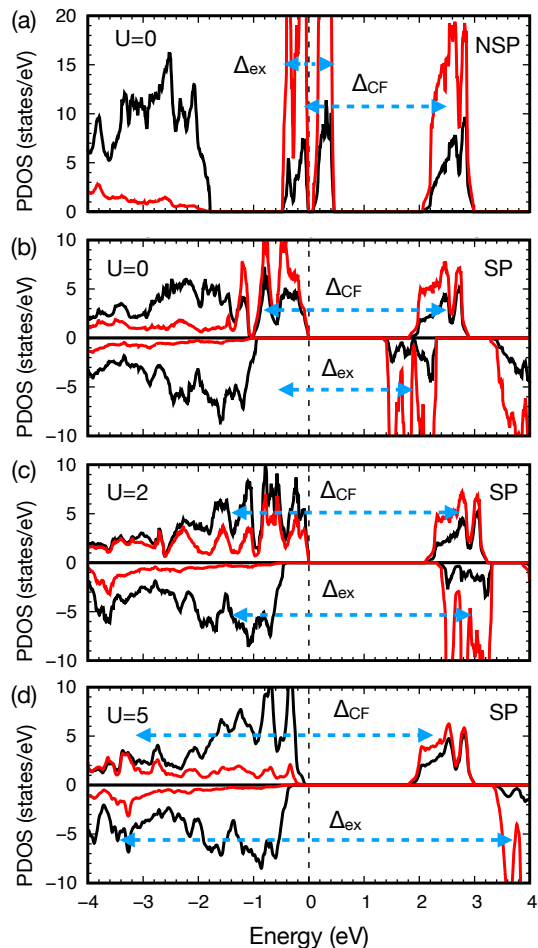 (a)
U=0
NSP
Δex
ΔCF
PDOS (states/eV)
20
15
10
5
0
(b)
U=0
SP
ΔCF
Δex
PDOS (states/eV)
10
5
0
−5
−10
(c)
U=2
SP
ΔCF
Δex
PDOS (states/eV)
10
5
0
−5
−10
(d)
U=5
SP
ΔCF
Δex
PDOS (states/eV)
10
5
0
−5
−10
−4 −3 −2 −1 0 1 2 3 4
Energy (eV)